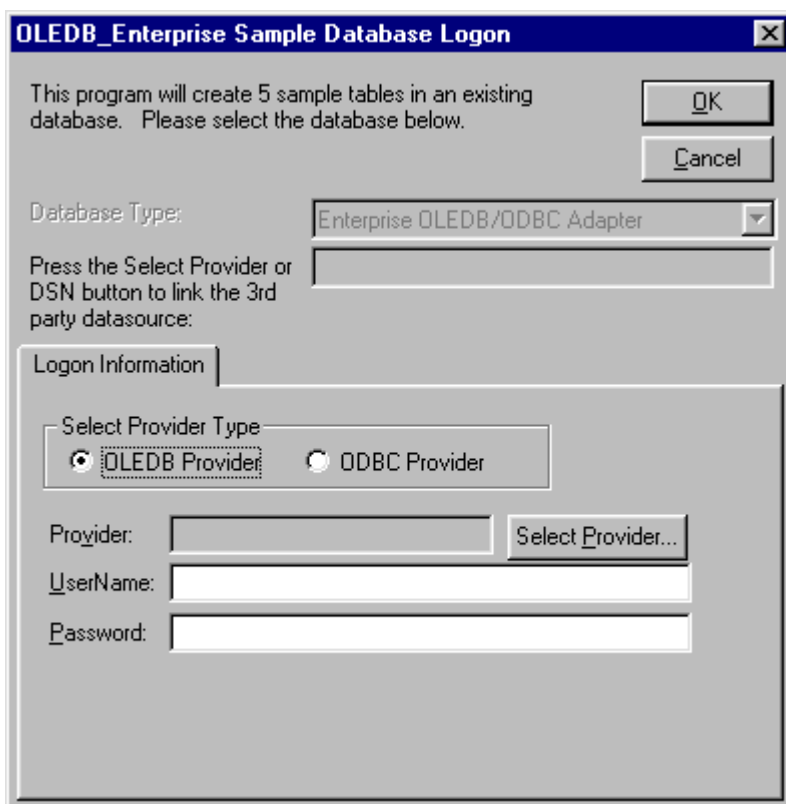 OLEDB_Enterprise Sample Database Logon
This program will create 5 sample tables in an existing
database.   Please select the database below.
OK
Cancel
Database Type:
Enterprise OLEDB/ODBC Adapter
Press the Select Provider or
DSN button to link the 3rd
party datasource:
Logon Information
Select Provider Type
OLEDB Provider
ODBC Provider
Provider:
Select Provider...
UserName:
Password: